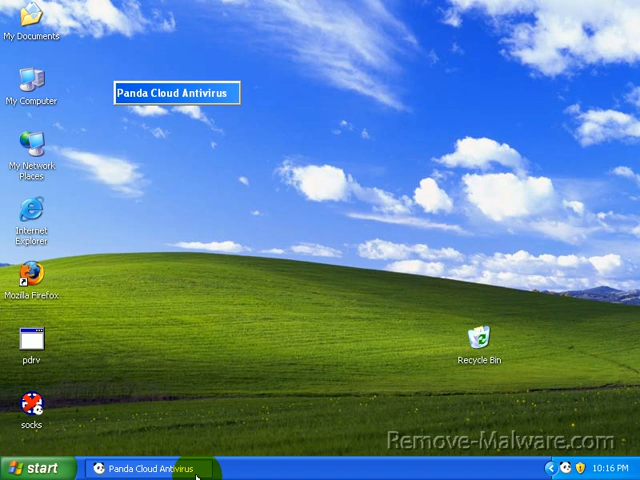 My Documents
My Computer
Panda Cloud Antivirus
My Network
Places
Internet
Explorer
Mozilla Firefox
pdrv
Recycle Bin
socks
Remove-Malware.com
start
Panda Cloud Antivirus
10:16 PM